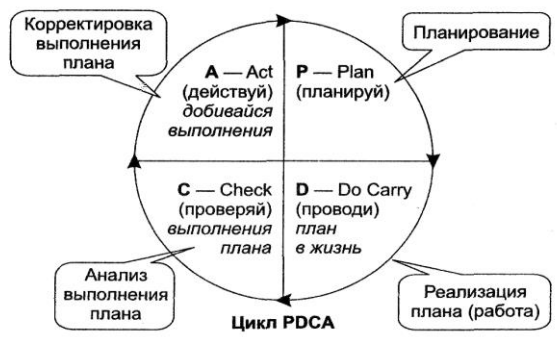 Корректировка
выполнения
плана
Планирование
A — Act
(действуй)
добивайся
выполнения
P — Plan
(планируй)
C — Check
(проверяй)
выполнения
плана
D — Do Carry
(проводи)
план
в жизнь
Анализ
выполнения
плана
Реализация
плана (работа)
Цикл PDCA